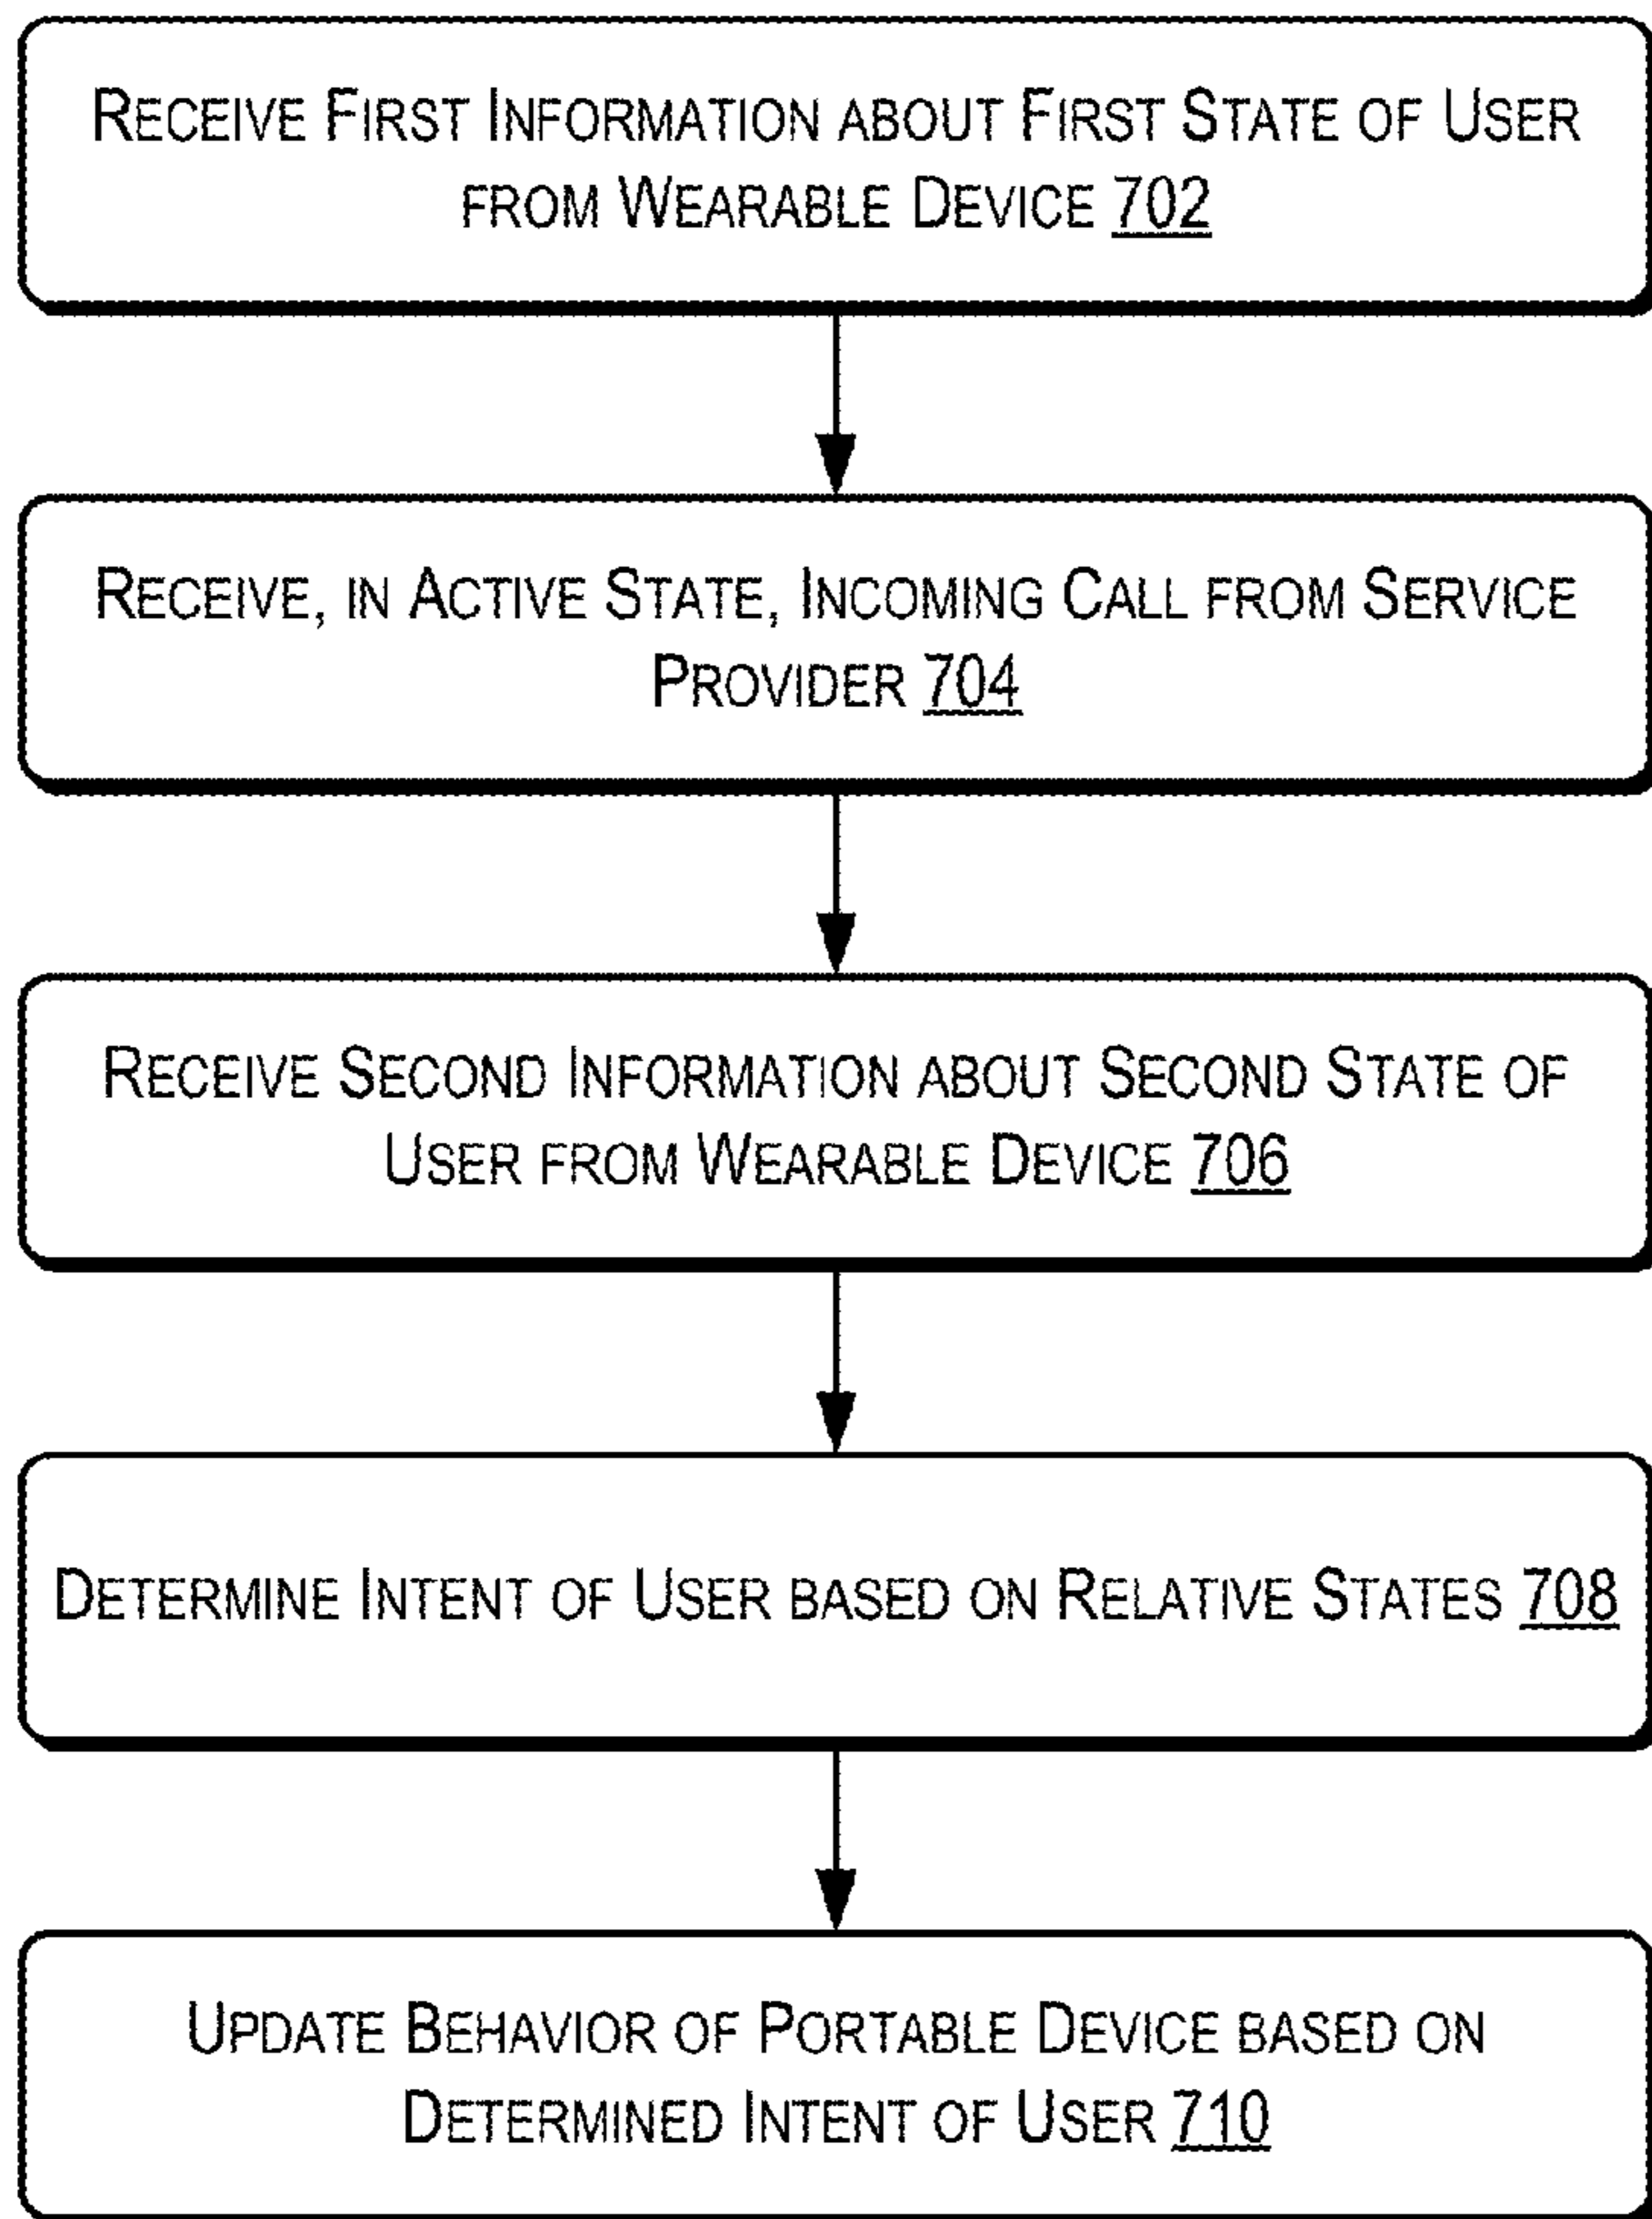 RECEIVE FIRST INFORMATION ABOUT FIRST STATE OF USER
FROM WEARABLE DEVICE 702
RECEIVE, IN ACTIVE STATE, INCOMING CALL FROM SERVICE
PROVIDER 704
RECEIVE SECOND INFORMATION ABOUT SECOND STATE OF
USER FROM WEARABLE DEVICE 706
DETERMINE INTENT OF USER BASED ON RELATIVE STATES 708
UPDATE BEHAVIOR OF PORTABLE DEVICE BASED ON
DETERMINED INTENT OF USER 710